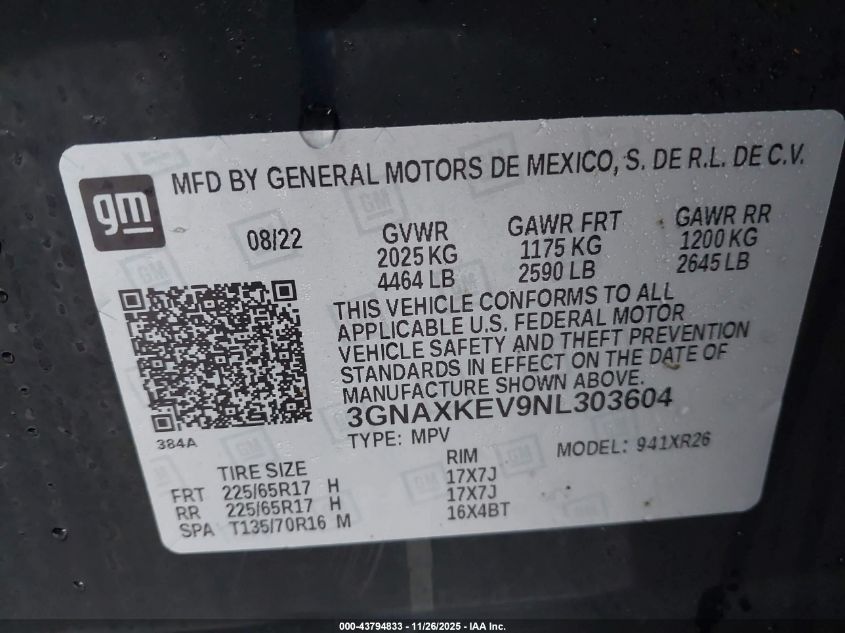 gm
MFD BY GENERAL MOTORS DE MEXICO, S. DE R.L. DE C.V.
08/22
GVWR
2025 KG
4464 LB
GAWR FRT
1175 KG
2590 LB
GAWR RR
1200 KG
2645 LB
THIS VEHICLE CONFORMS TO ALL
APPLICABLE U.S. FEDERAL MOTOR
VEHICLE SAFETY AND THEFT PREVENTION
STANDARDS IN EFFECT ON THE DATE OF
MANUFACTURE SHOWN ABOVE.
3GNAXKEV9NL303604
384A
TYPE: MPV MODEL: 941XR26
TIRE SIZE RIM
FRT 225/65R17 H 17X7J
RR 225/65R17 H 17X7J
SPA T135/70R16 M 16X4BT
000-43794833 - 11/26/2025 - IAA Inc.